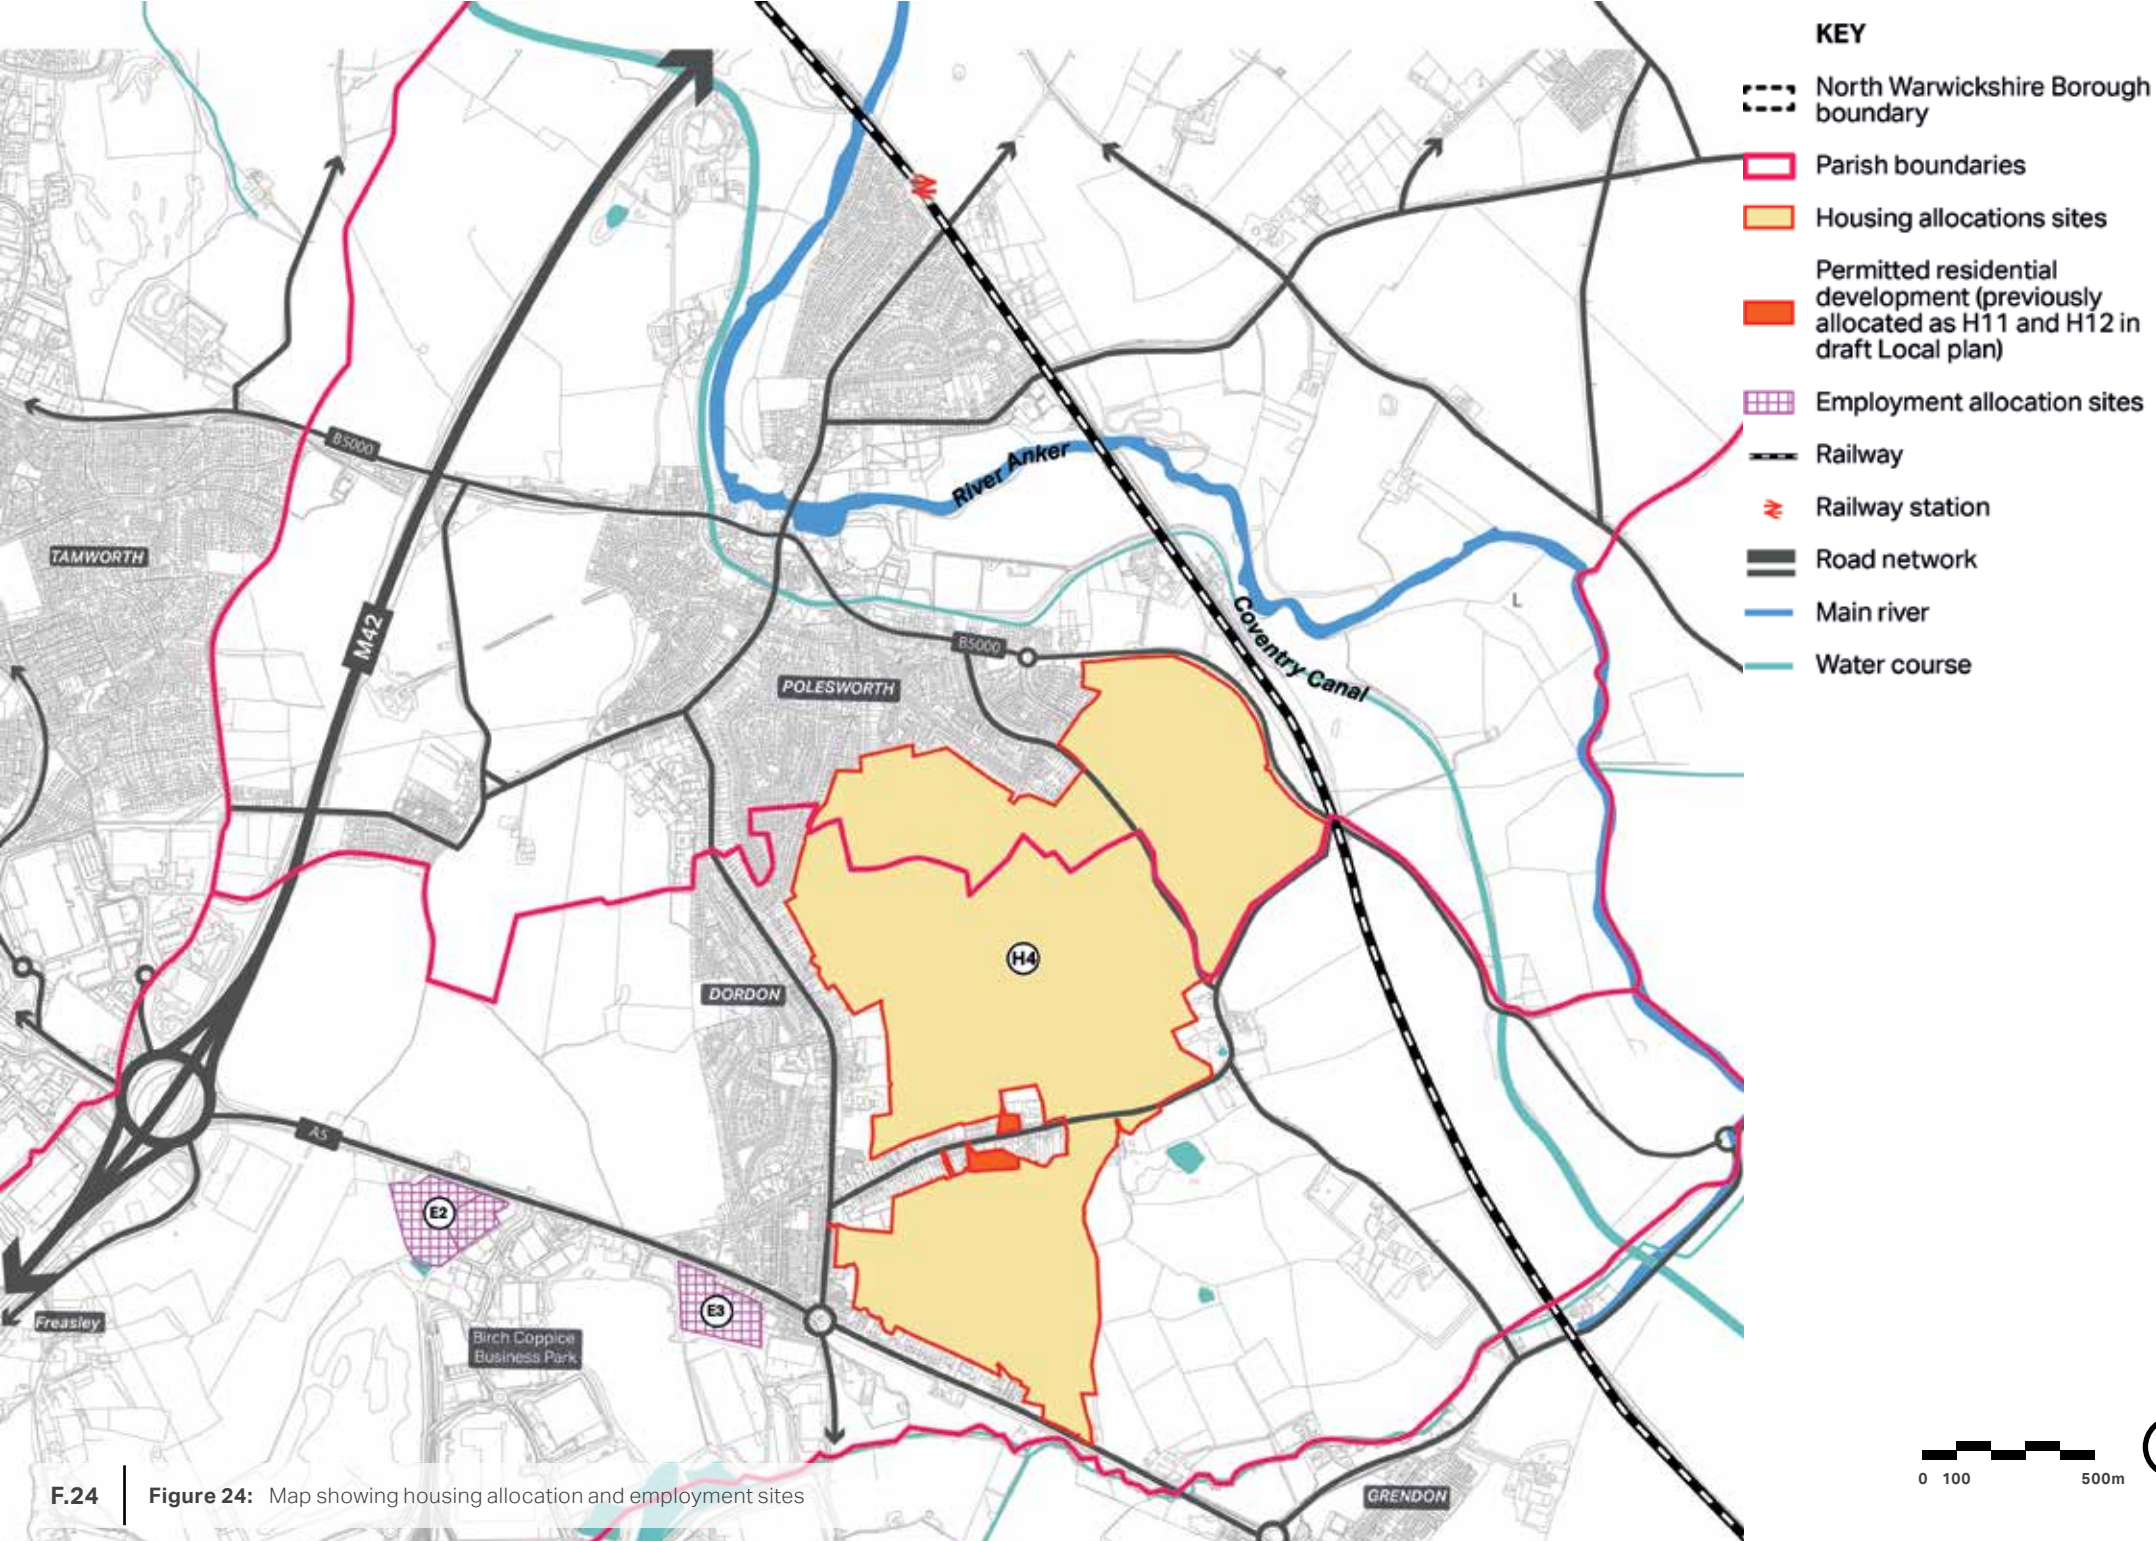 KEY
North Warwickshire Borough
boundary
Parish boundaries
Housing allocations sites
Permitted residential
development (previously
allocated as H11 and H12 in
draft Local plan)
Employment allocation sites
Railway
Railway station
Road network
Main river
Water course
B5000
River Anker
TAMWORTH
L
M42
Coventry Canal
B5000
POLESWORTH
H4
DORDON
A5
E2
E3
Freasley
Birch Coppice
Business Park
GRENDON
0 100 500m
F.24
Figure 24: Map showing housing allocation and employment sites